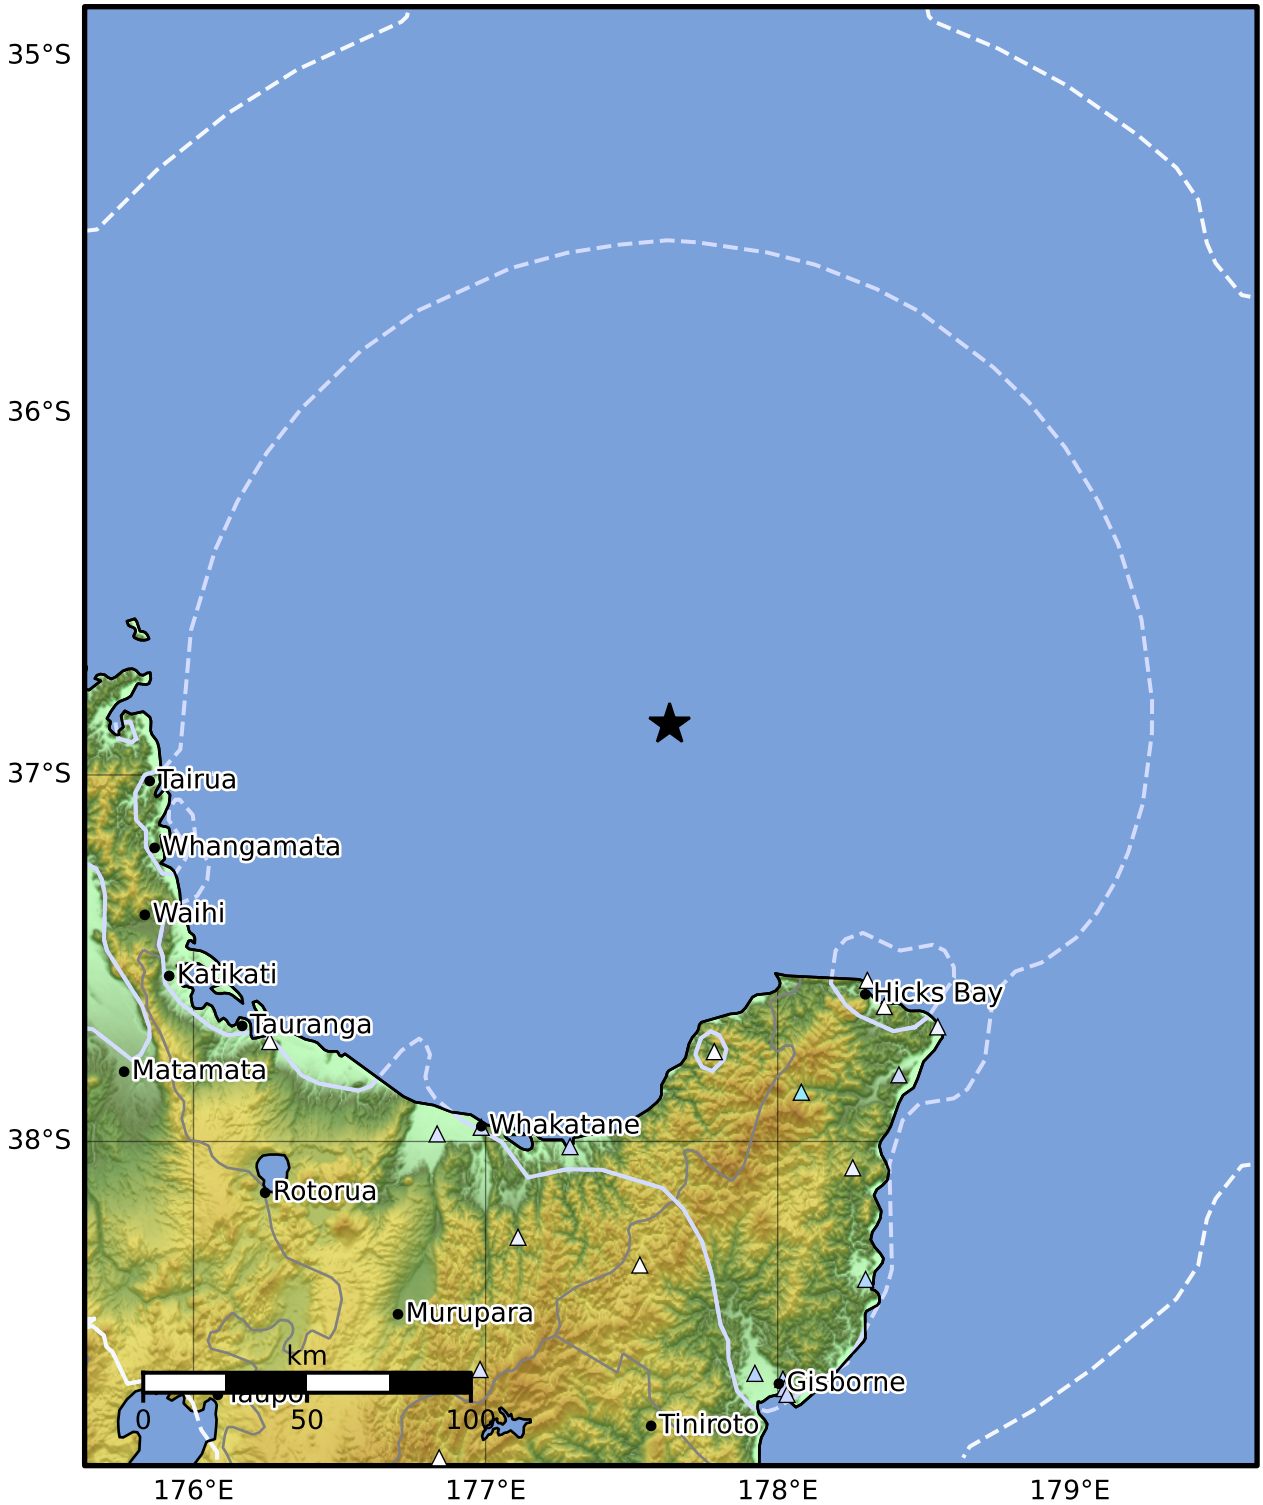 35°S
36°S
37°S
Tairua
Whangamata
Waihi
Katikati
Hicks Bay
Tauranga
Matamata
Whakatane
38°S
Rotorua
Murupara
km
Gisborne
Taupo
0 50 100
Tiniroto
176°E 177°E 178°E 179°E